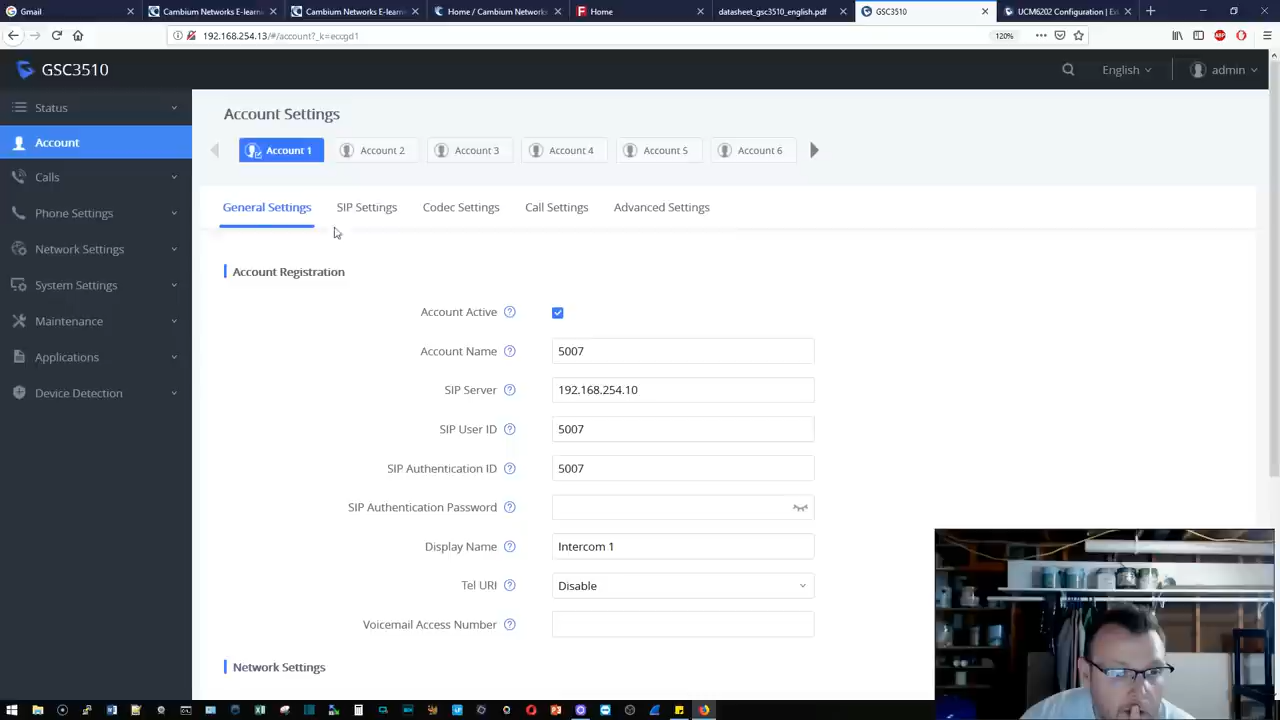 Gmail
Cambium Networks E-learni
Cambium Networks E-learni
Home / Cambium Networks
Home
datasheet_gsc3510_english.pdf
GSC3510
UCM6202 Configuration | Ex
192.168.254.13/#/account?_k=eccgd1
120%
GSC3510
English
admin
Status
Account
Calls
Phone Settings
Network Settings
System Settings
Maintenance
Applications
Device Detection
Account Settings
Account 1
Account 2
Account 3
Account 4
Account 5
Account 6
General Settings
SIP Settings
Codec Settings
Call Settings
Advanced Settings
Account Registration
Account Active
Account Name
5007
SIP Server
192.168.254.10
SIP User ID
5007
SIP Authentication ID
5007
SIP Authentication Password
Display Name
Intercom 1
Tel URI
Disable
Voicemail Access Number
Network Settings